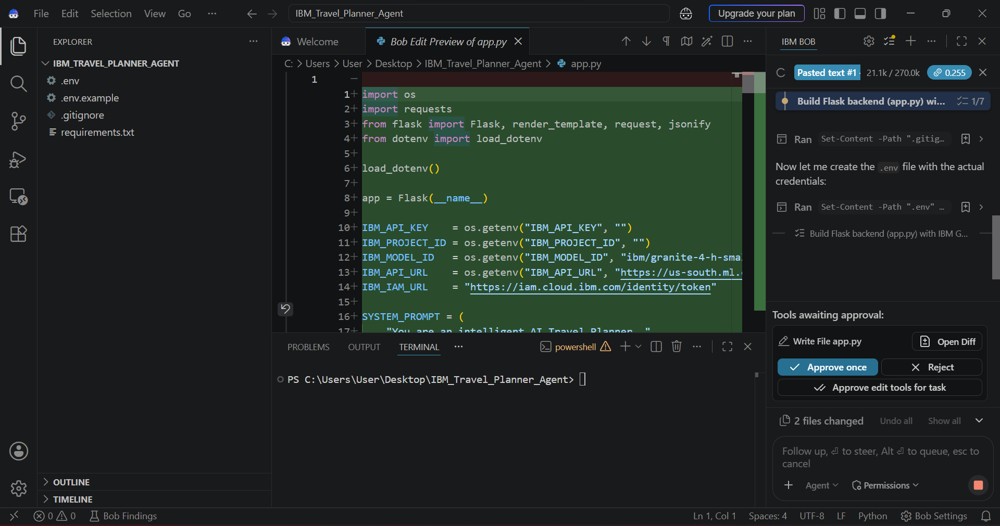 File Edit Selection View Go
IBM_Travel_Planner_Agent
Upgrade your plan
EXPLORER
IBM_TRAVEL_PLANNER_AGENT
.env
.env.example
.gitignore
requirements.txt
OUTLINE
TIMELINE
Welcome
Bob Edit Preview of app.py
C: > Users > User > Desktop > IBM_Travel_Planner_Agent > app.py
1 —
1+ import os
2+ import requests
3+ from flask import Flask, render_template, request, jsonify
4+ from dotenv import load_dotenv
5+
6+ load_dotenv()
7+
8+ app = Flask(__name__)
9+
10+ IBM_API_KEY    = os.getenv("IBM_API_KEY", "")
11+ IBM_PROJECT_ID = os.getenv("IBM_PROJECT_ID", "")
12+ IBM_MODEL_ID   = os.getenv("IBM_MODEL_ID", "ibm/granite-4-h-sma
13+ IBM_API_URL    = os.getenv("IBM_API_URL", "https://us-south.ml.
14+ IBM_IAM_URL    = "https://iam.cloud.ibm.com/identity/token"
15+
16+ SYSTEM_PROMPT = (
17+ "You are an intelligent AI Travel Planner. "
PROBLEMS OUTPUT TERMINAL
powershell
PS C:\Users\User\Desktop\IBM_Travel_Planner_Agent>
IBM BOB
Pasted text #1 21.1k / 270.0k 0.255
Build Flask backend (app.py) wi... 1/7
Ran Set-Content -Path ".gitig...
Now let me create the .env file with the actual
credentials:
Ran Set-Content -Path ".env" ...
Build Flask backend (app.py) with IBM G...
Tools awaiting approval:
Write File app.py Open Diff
Approve once Reject
Approve edit tools for task
2 files changed Undo all Show all
Follow up, ⏎ to steer, Alt ⏎ to queue, esc to
cancel
Agent Permissions
0 0 Bob Findings
Ln 1, Col 1 Spaces: 4 UTF-8 LF Python Bob Settings